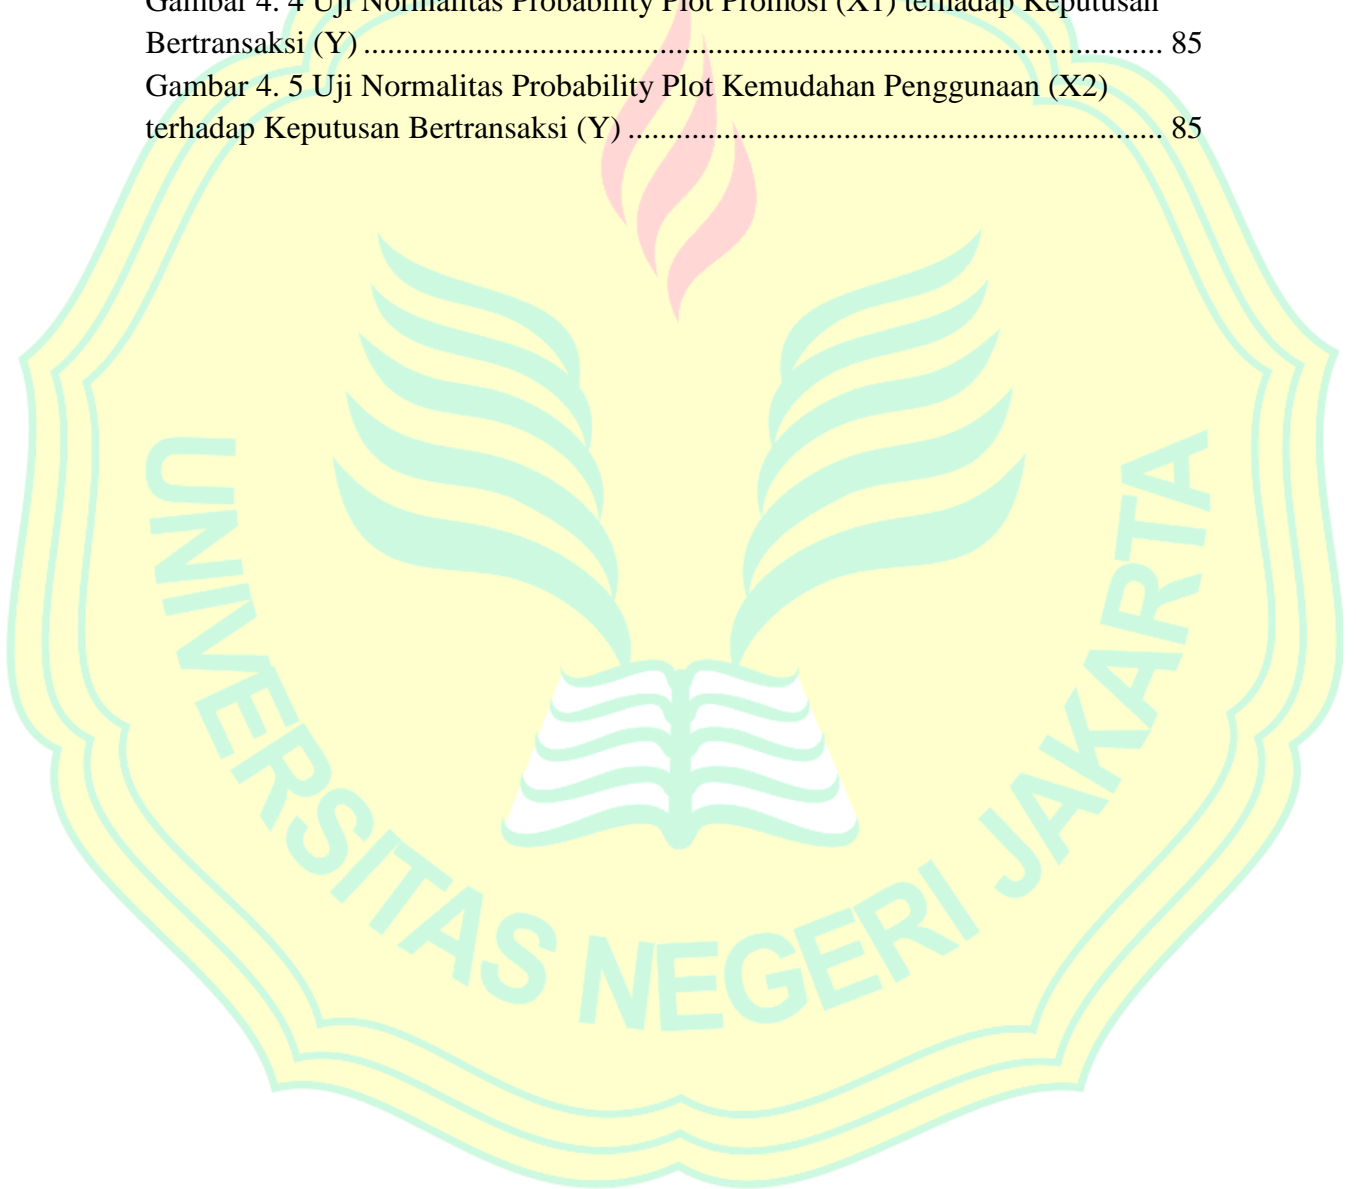 Gambar 4. 4 Uji Normalitas Probability Plot Promosi (X1) terhadap Keputusan
Bertransaksi (Y) .................................................................................................... 85
Gambar 4. 5 Uji Normalitas Probability Plot Kemudahan Penggunaan (X2)
terhadap Keputusan Bertransaksi (Y) ................................................................... 85
UNIVERSITAS NEGERI JAKARTA